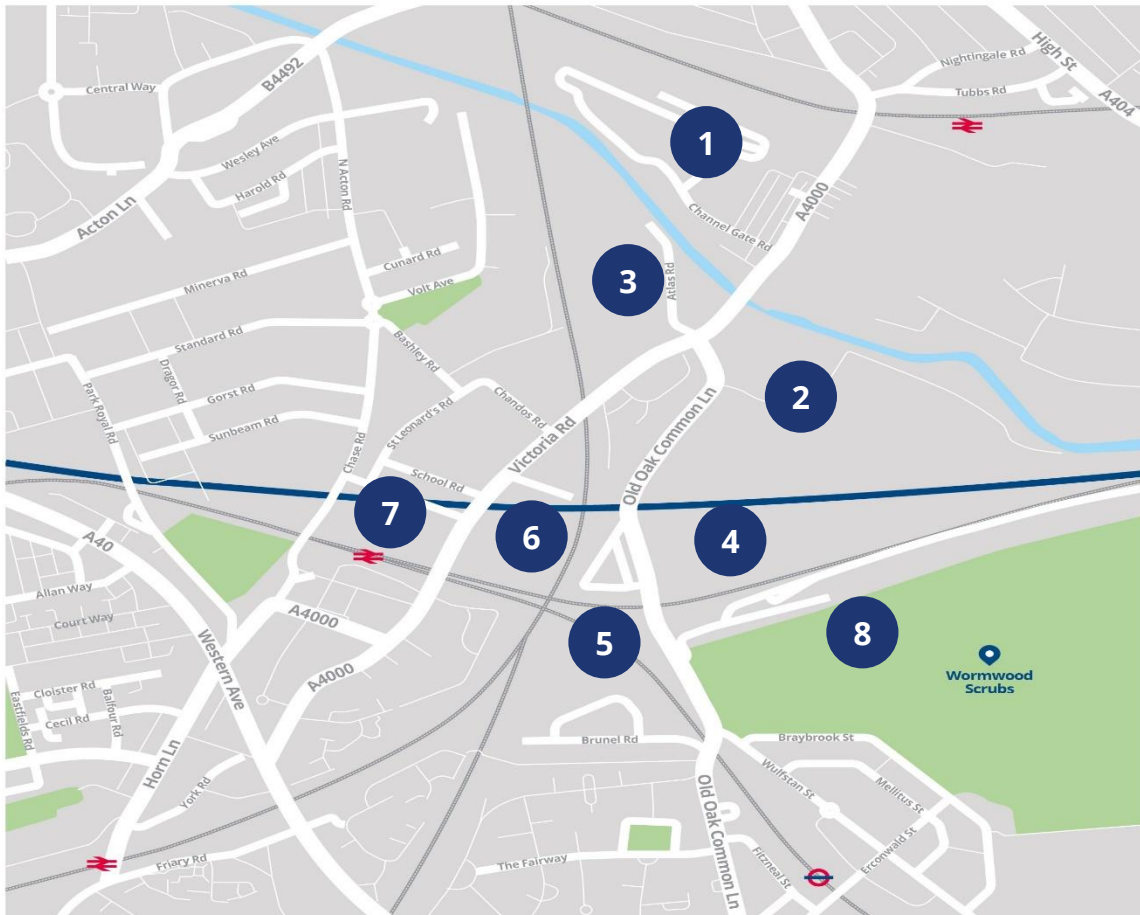 Central Way
B4492
Nightingale Rd
High St
Tubbs Rd
A404
Wesley Ave
Harold Rd
N Acton Rd
1
A4000
Acton Ln
Channel Gate Rd
Cunard Rd
Volt Ave
Minerva Rd
3
Atlas Rd
Standard Rd
Bashley Rd
Dragor Rd
Park Royal Rd
Gorst Rd
Sunbeam Rd
Chandos Rd
St Leonard's Rd
2
Old Oak Common Ln
Victoria Rd
Chase Rd
School Rd
7
6
4
A40
Allan Way
Court Way
A4000
5
8
Western Ave
Wormwood
Scrubs
A4000
Cloister Rd
Eastfields Rd
Cecil Rd
Balfour Rd
Horn Ln
York Rd
Brunel Rd
Braybrook St
Wulfstan St
Mellitus St
Old Oak Common Ln
Erconwald St
Friary Rd
The Fairway
Fitzneal St